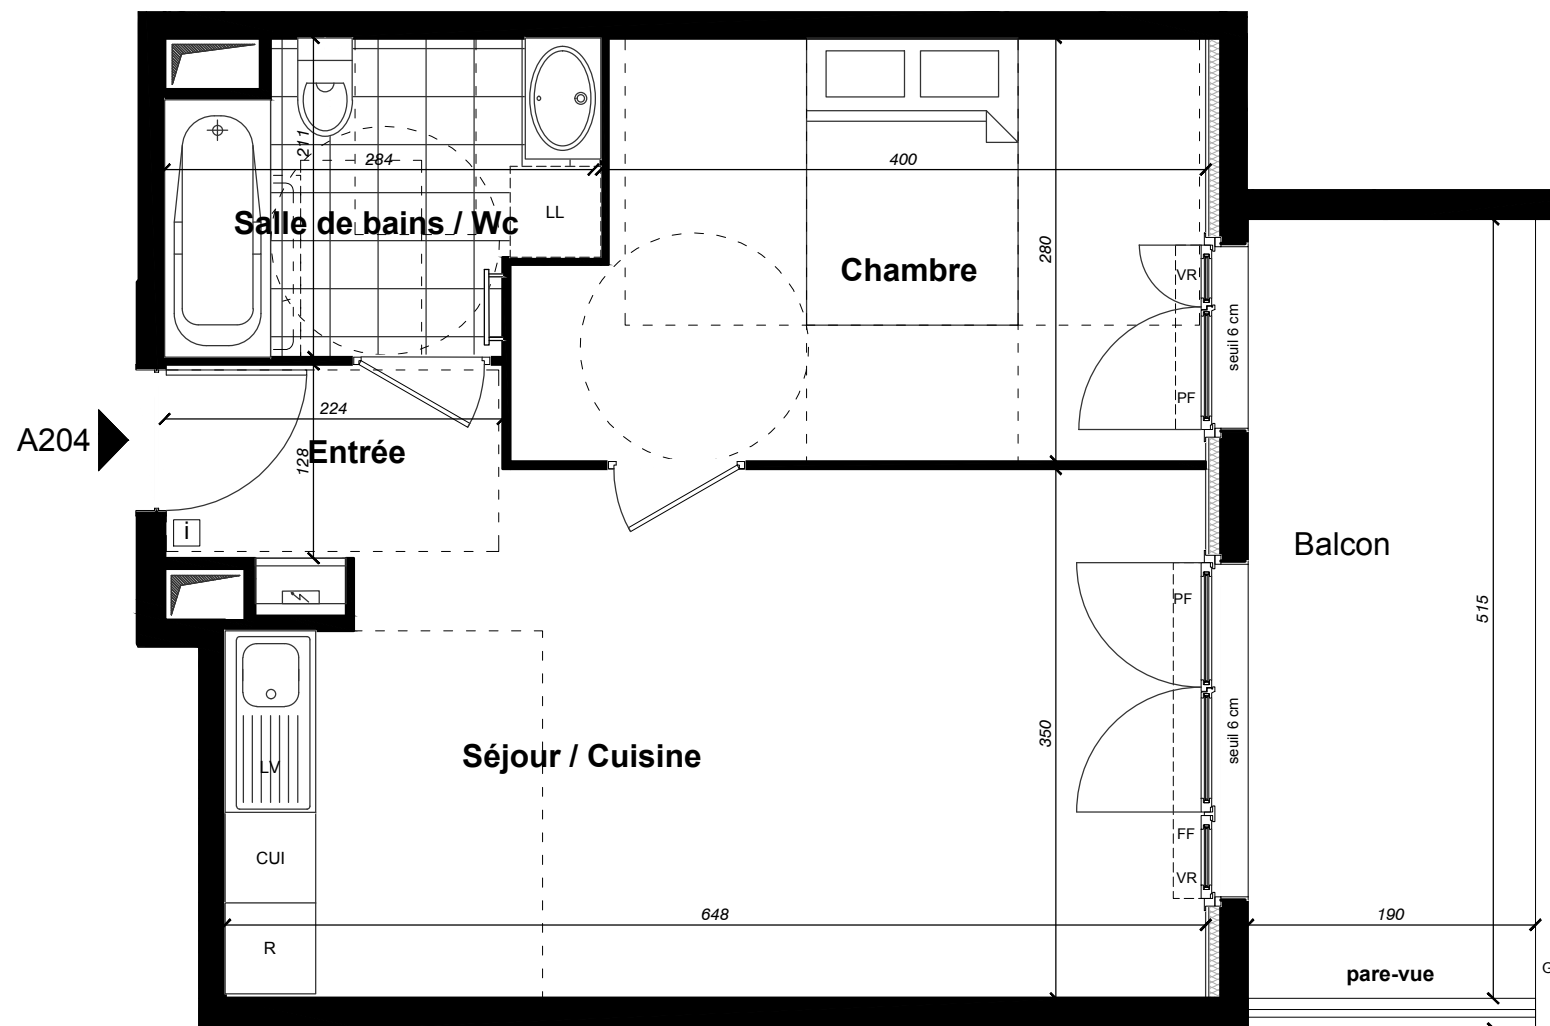 211
284
400
Salle de bains / Wc
LL
280
Chambre
VR
seuil 6 cm
PF
224
A204
128
Entrée
i
Balcon
PF
515
350
seuil 6 cm
Séjour / Cuisine
LV
FF
CUI
VR
648
190
R
pare-vue
G